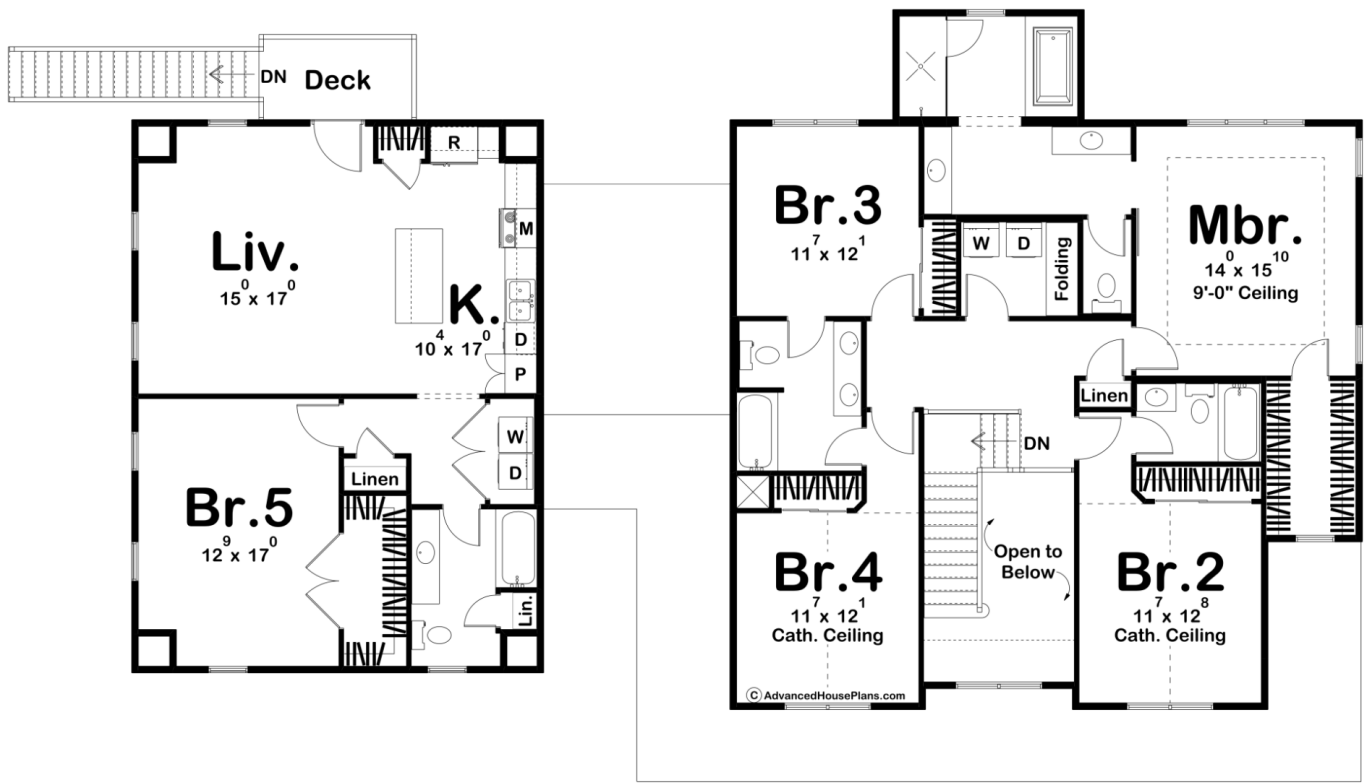 DN
Deck
R
Liv.
15⁰ x 17⁰
M
K.
10⁴ x 17⁰
D
P
W
D
Linen
Br.5
12⁹ x 17⁰
Lin.
Br.3
11⁷ x 12¹
W
D
Folding
Mbr.
14⁰ x 15¹⁰
9'-0" Ceiling
Linen
DN
Open to
Below
Br.4
11⁷ x 12¹
Cath. Ceiling
Br.2
11⁷ x 12⁸
Cath. Ceiling
© AdvancedHousePlans.com